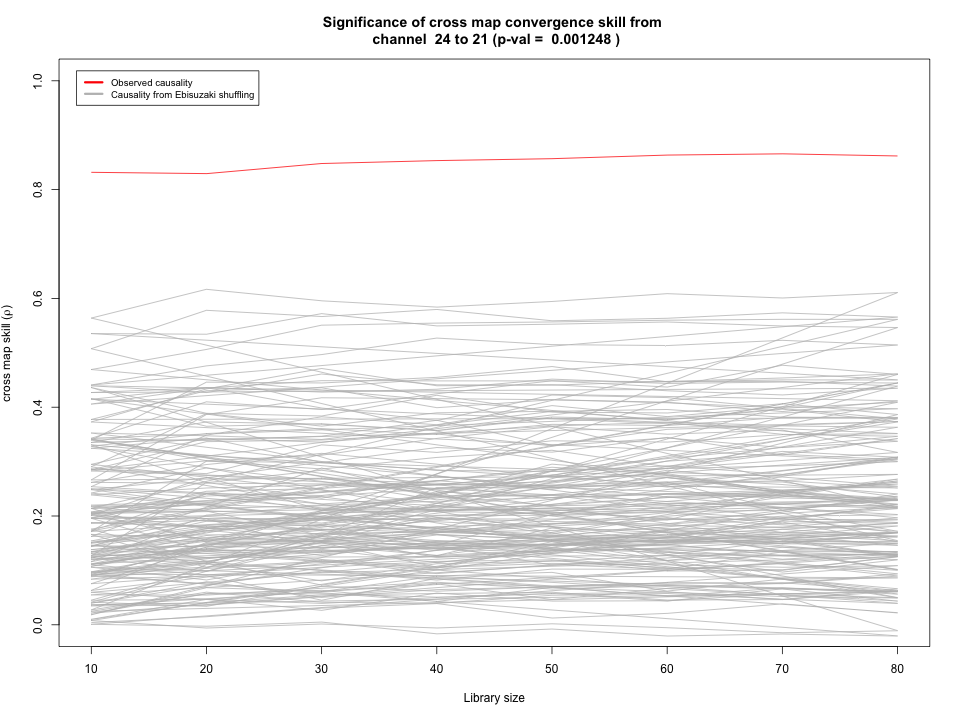 Significance of cross map convergence skill from
channel  24 to 21 (p-val =  0.001248 )
Observed causality
Causality from Ebisuzaki shuffling
cross map skill (ρ)
1.0
0.8
0.6
0.4
0.2
0.0
10 20 30 40 50 60 70 80
Library size